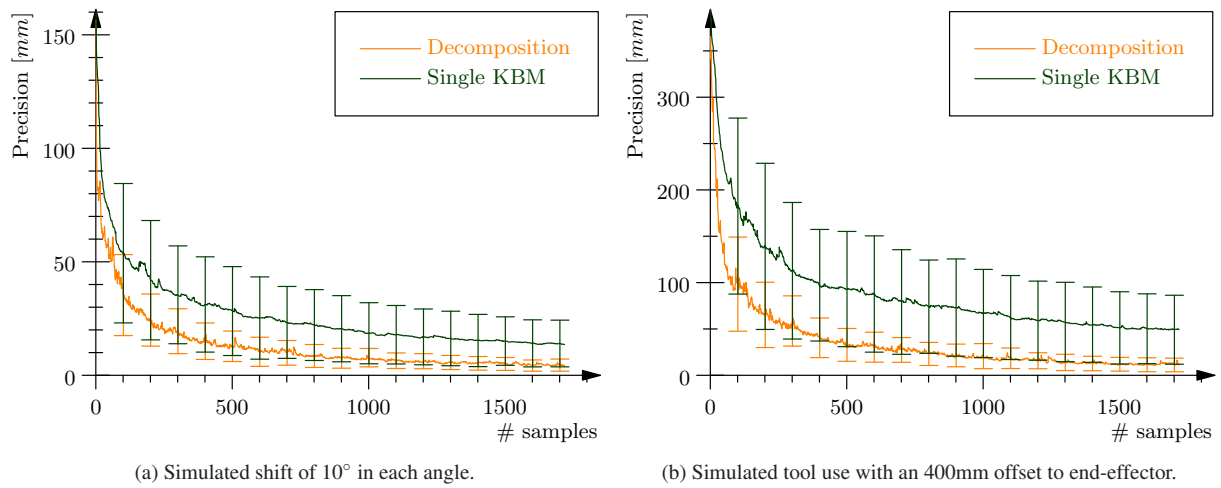 Precision [mm]
150
100
50
0
0
500
1000
1500
# samples
Decomposition
Single KBM
(a) Simulated shift of 10° in each angle.
Precision [mm]
300
200
100
0
0
500
1000
1500
# samples
Decomposition
Single KBM
(b) Simulated tool use with an 400mm offset to end-effector.